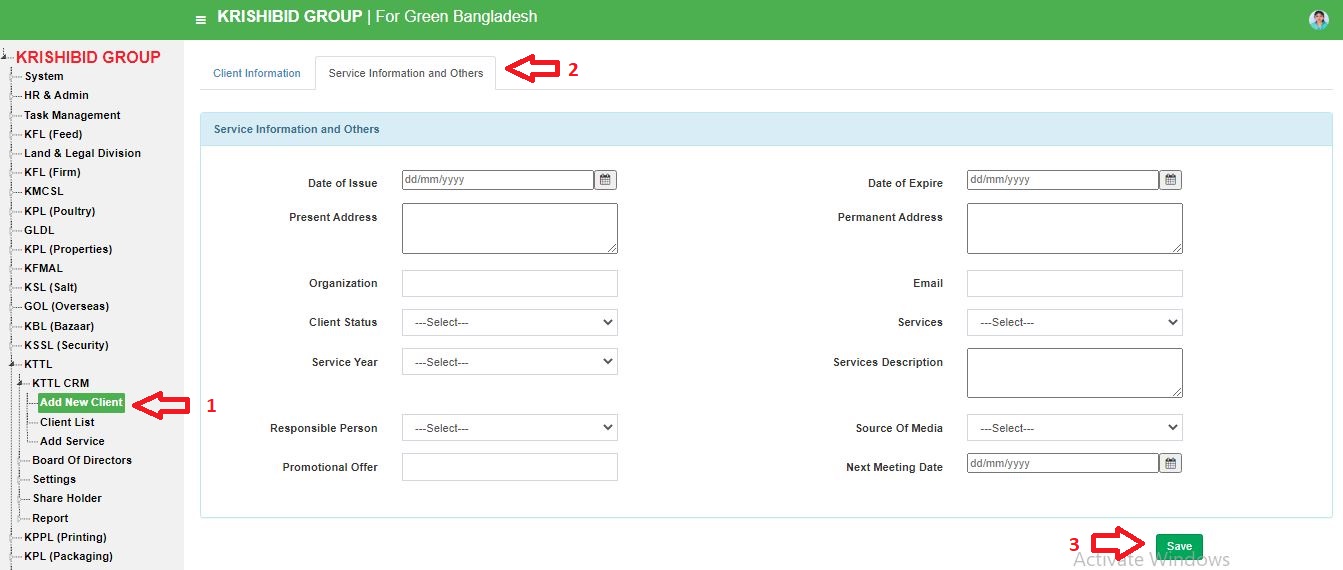 KRISHIBID GROUP | For Green Bangladesh
KRISHIBID GROUP
System
HR & Admin
Task Management
KFL (Feed)
Land & Legal Division
KFL (Firm)
KMCSL
KPL (Poultry)
GLDL
KPL (Properties)
KFMAL
KSL (Salt)
GOL (Overseas)
KBL (Bazaar)
KSSL (Security)
KTTL
KTTL CRM
Add New Client
1
Client List
Add Service
Board Of Directors
Settings
Share Holder
Report
KPPL (Printing)
KPL (Packaging)
Client Information
Service Information and Others
2
Service Information and Others
Date of Issue dd/mm/yyyy
Date of Expire dd/mm/yyyy
Present Address
Permanent Address
Organization
Email
Client Status ---Select---
Services ---Select---
Service Year ---Select---
Services Description
Responsible Person ---Select---
Source Of Media ---Select---
Promotional Offer
Next Meeting Date dd/mm/yyyy
3
Save
Activate Windows